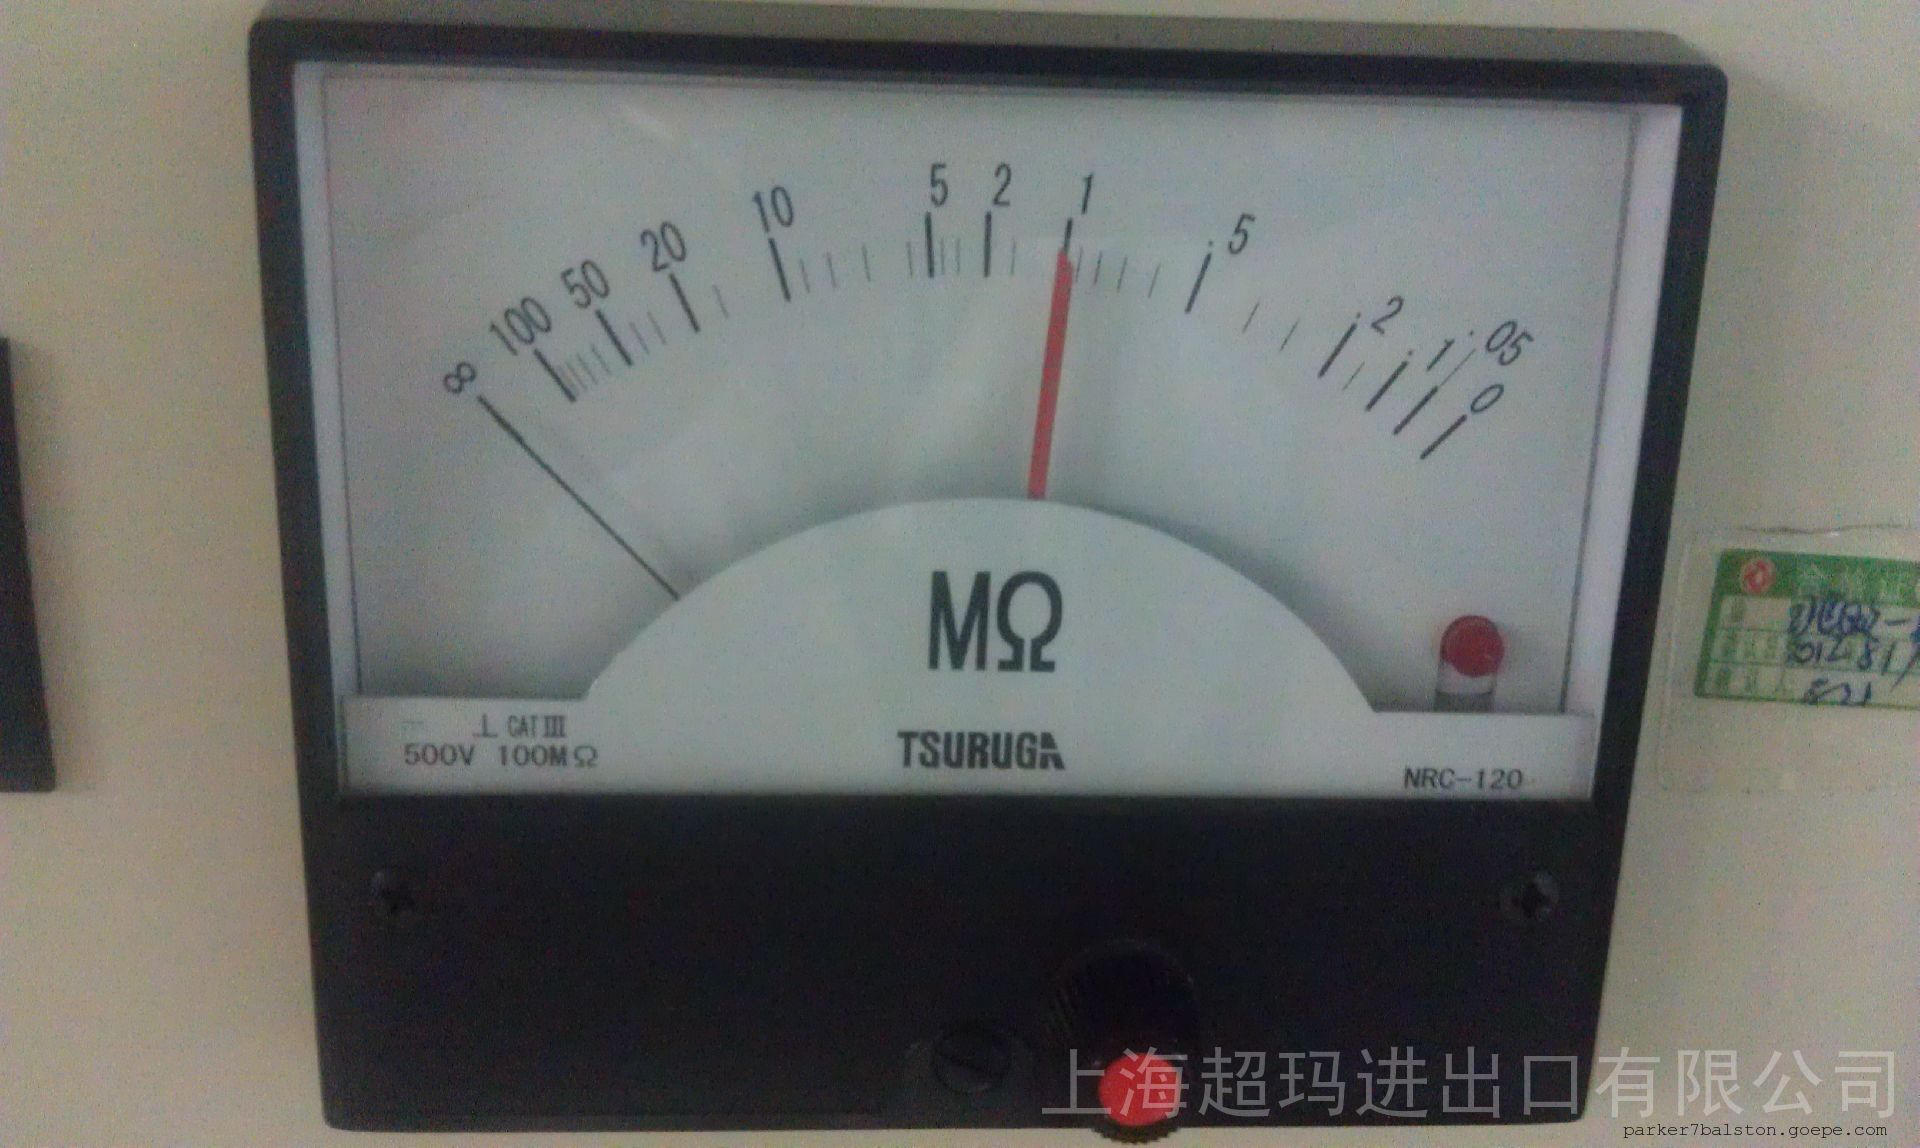 ∞ 100 50 20 10 5 2 1 .5 .2 .1 .05 0
MΩ
CAT III
500V 100MΩ
TSURUGA
NRC-120
上海超玛进出口有限公司
parker7balston.goepe.com